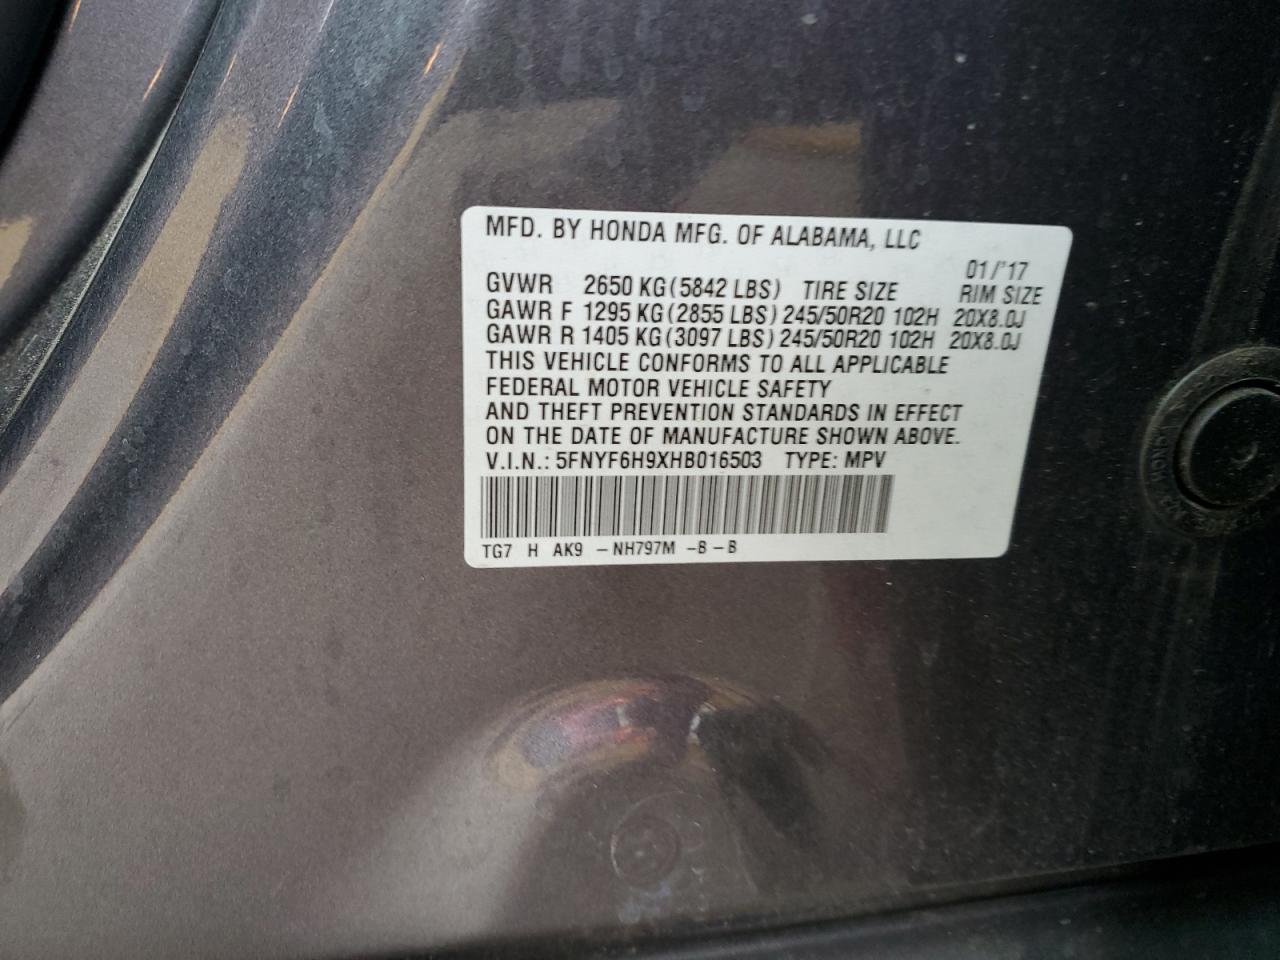 MFD. BY HONDA MFG. OF ALABAMA, LLC
01/'17
GVWR 2650 KG(5842 LBS) TIRE SIZE RIM SIZE
GAWR F 1295 KG(2855 LBS) 245/50R20 102H 20X8.0J
GAWR R 1405 KG(3097 LBS) 245/50R20 102H 20X8.0J
THIS VEHICLE CONFORMS TO ALL APPLICABLE
FEDERAL MOTOR VEHICLE SAFETY
AND THEFT PREVENTION STANDARDS IN EFFECT
ON THE DATE OF MANUFACTURE SHOWN ABOVE.
V.I.N.: 5FNYF6H9XHB016503 TYPE: MPV
TG7 H AK9 -NH797M -B-B